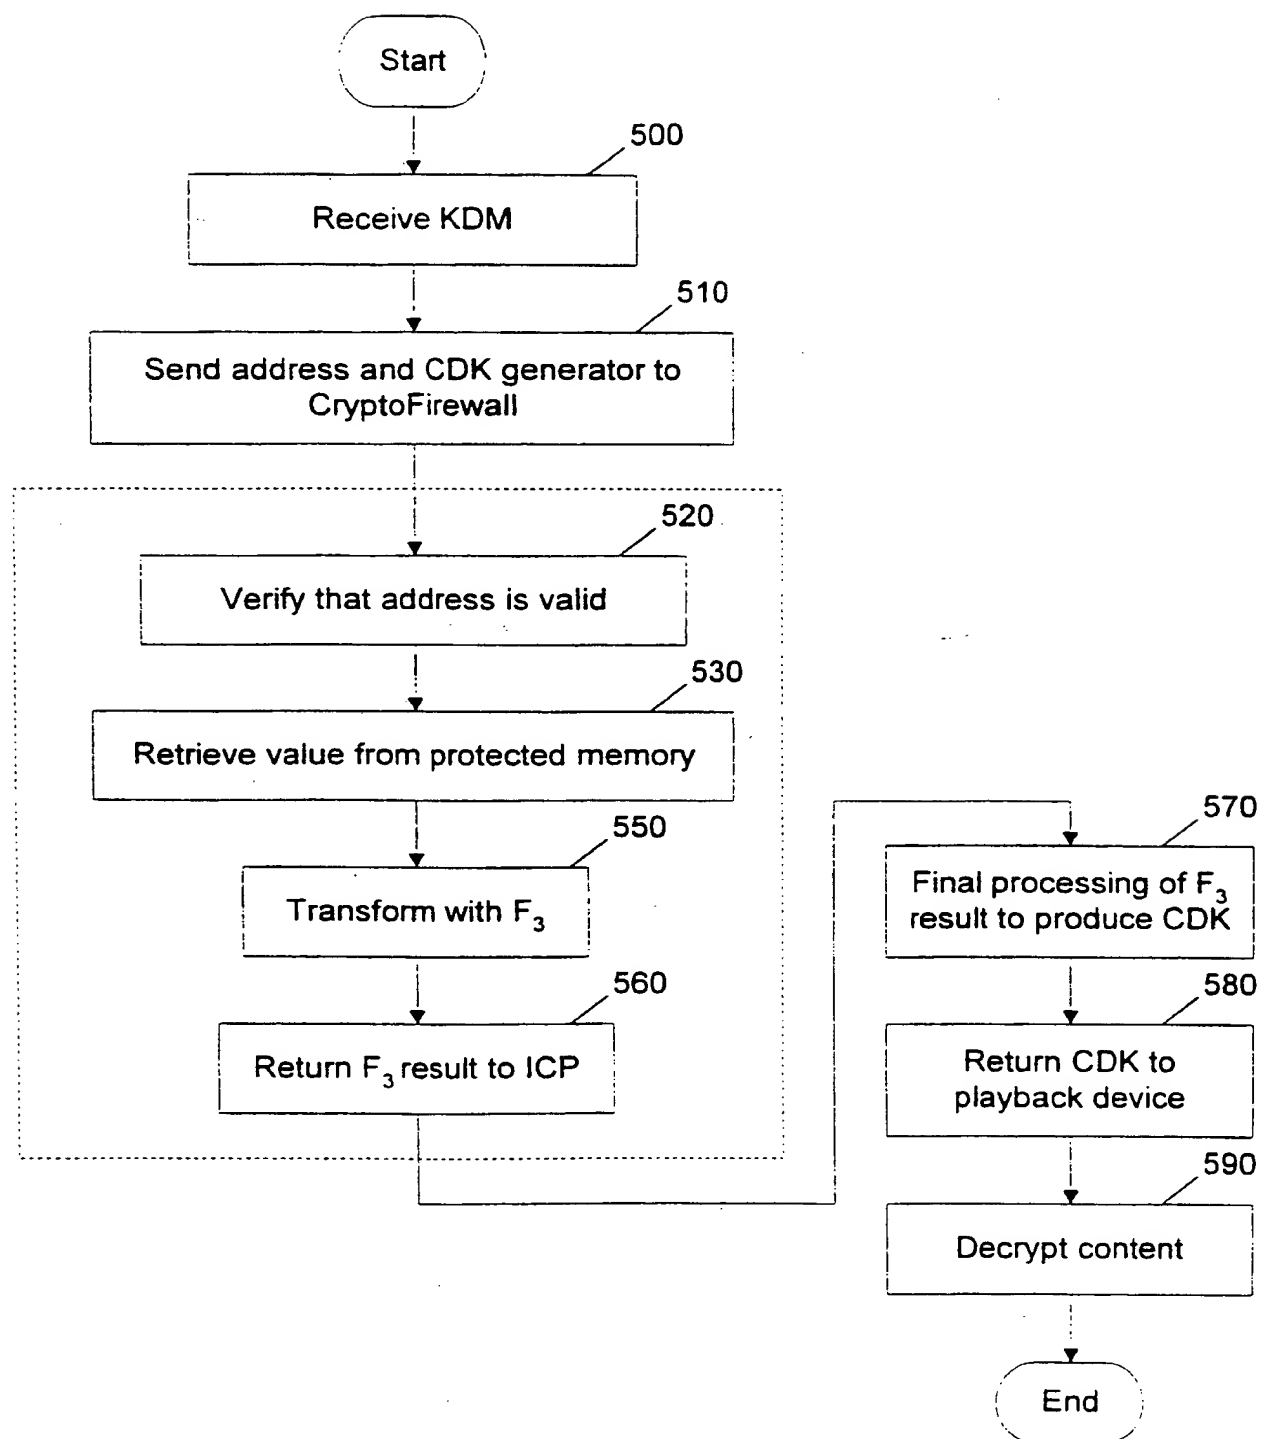 Start
500
Receive KDM
510
Send address and CDK generator to
CryptoFirewall
520
Verify that address is valid
530
Retrieve value from protected memory
550
Transform with F3
560
Return F3 result to ICP
570
Final processing of F3
result to produce CDK
580
Return CDK to
playback device
590
Decrypt content
End